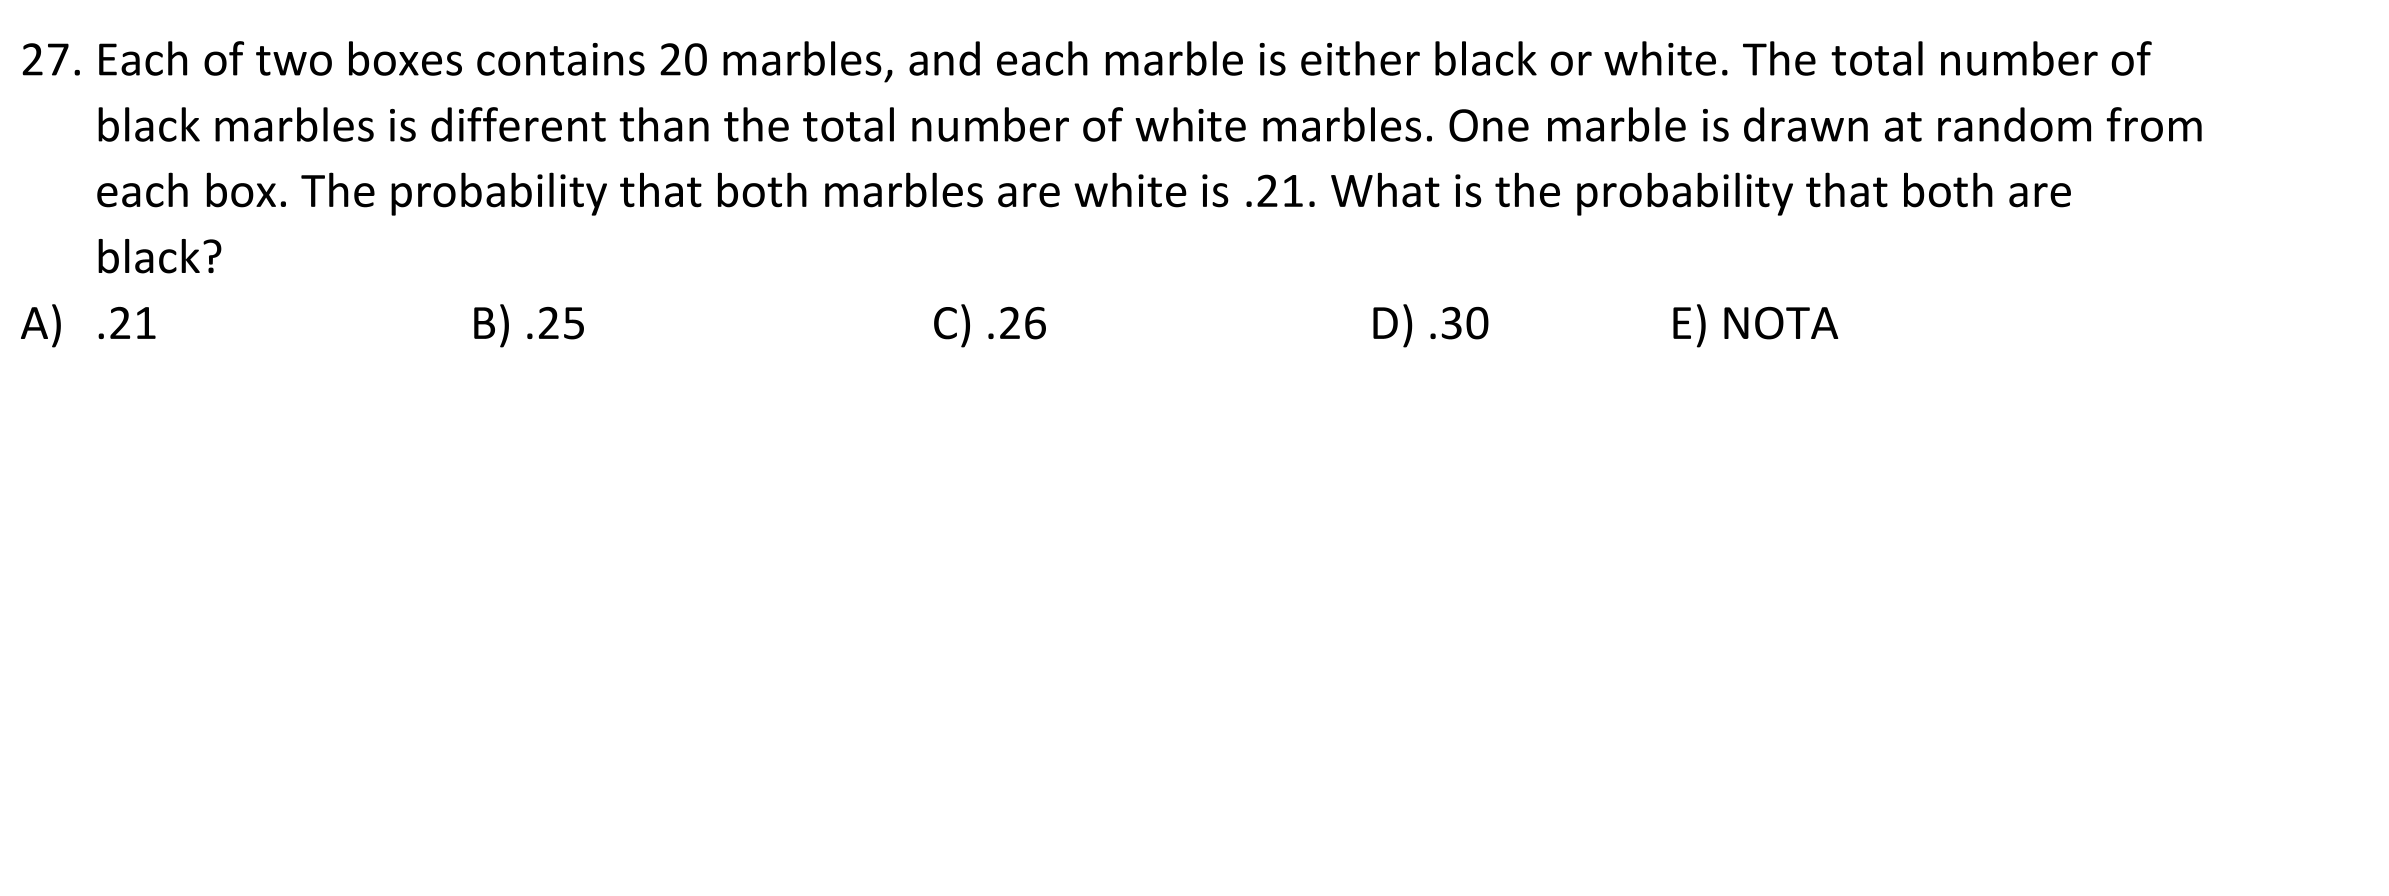 27. Each of two boxes contains 20 marbles, and each marble is either black or white. The total number of
black marbles is different than the total number of white marbles. One marble is drawn at random from
each box. The probability that both marbles are white is .21. What is the probability that both are
black?
A) .21 B) .25 C) .26 D) .30 E) NOTA